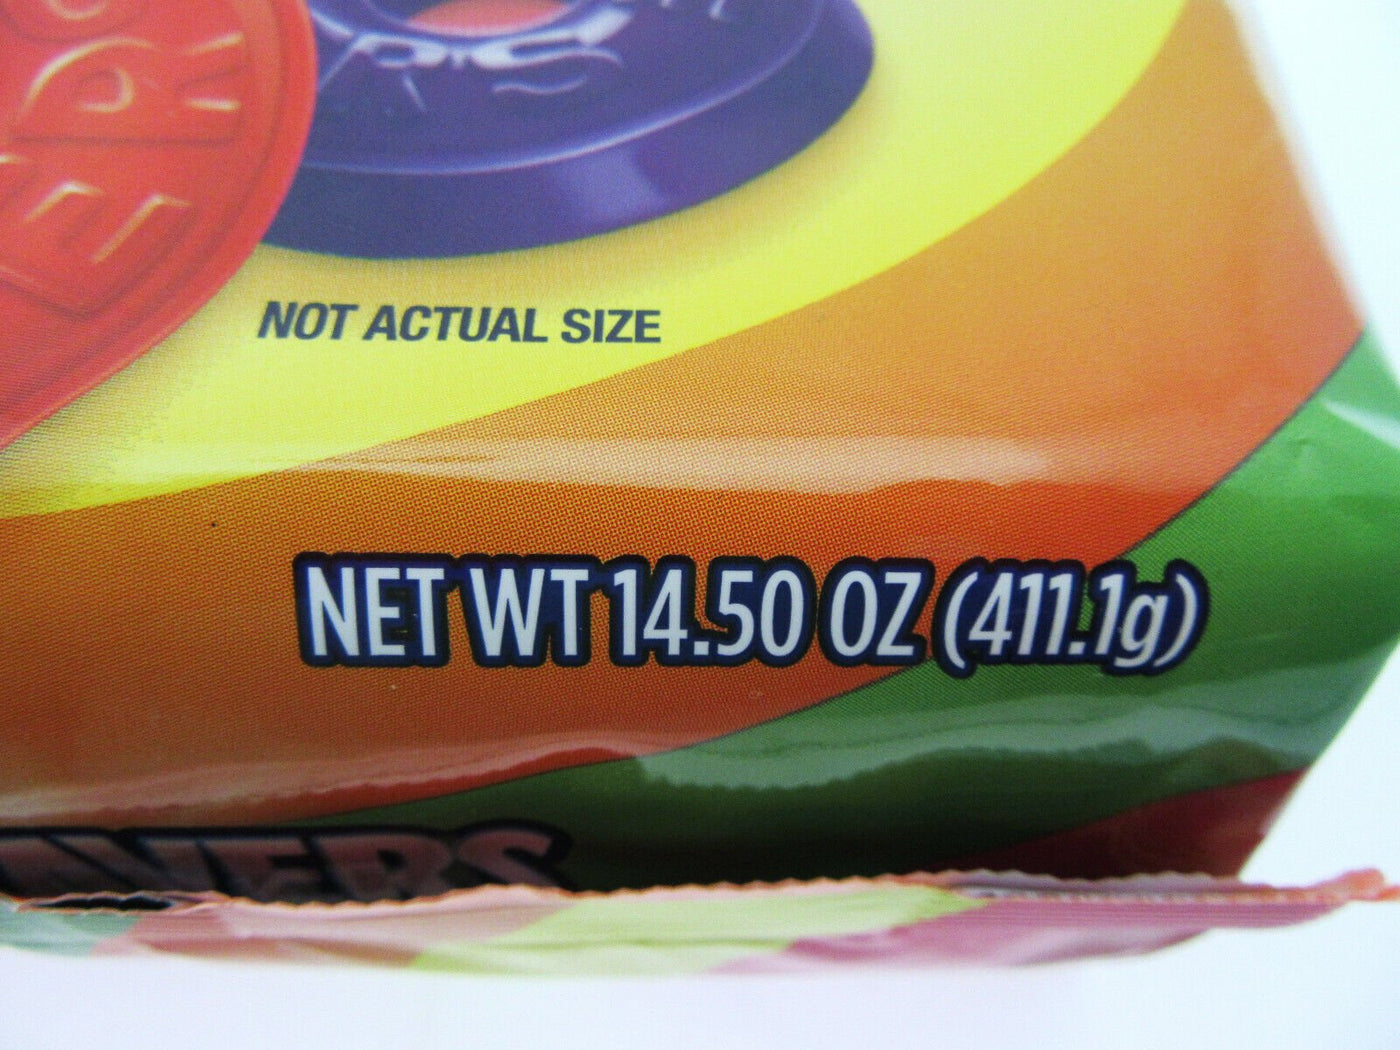 NOT ACTUAL SIZE
NET WT 14.50 OZ (411.1g)